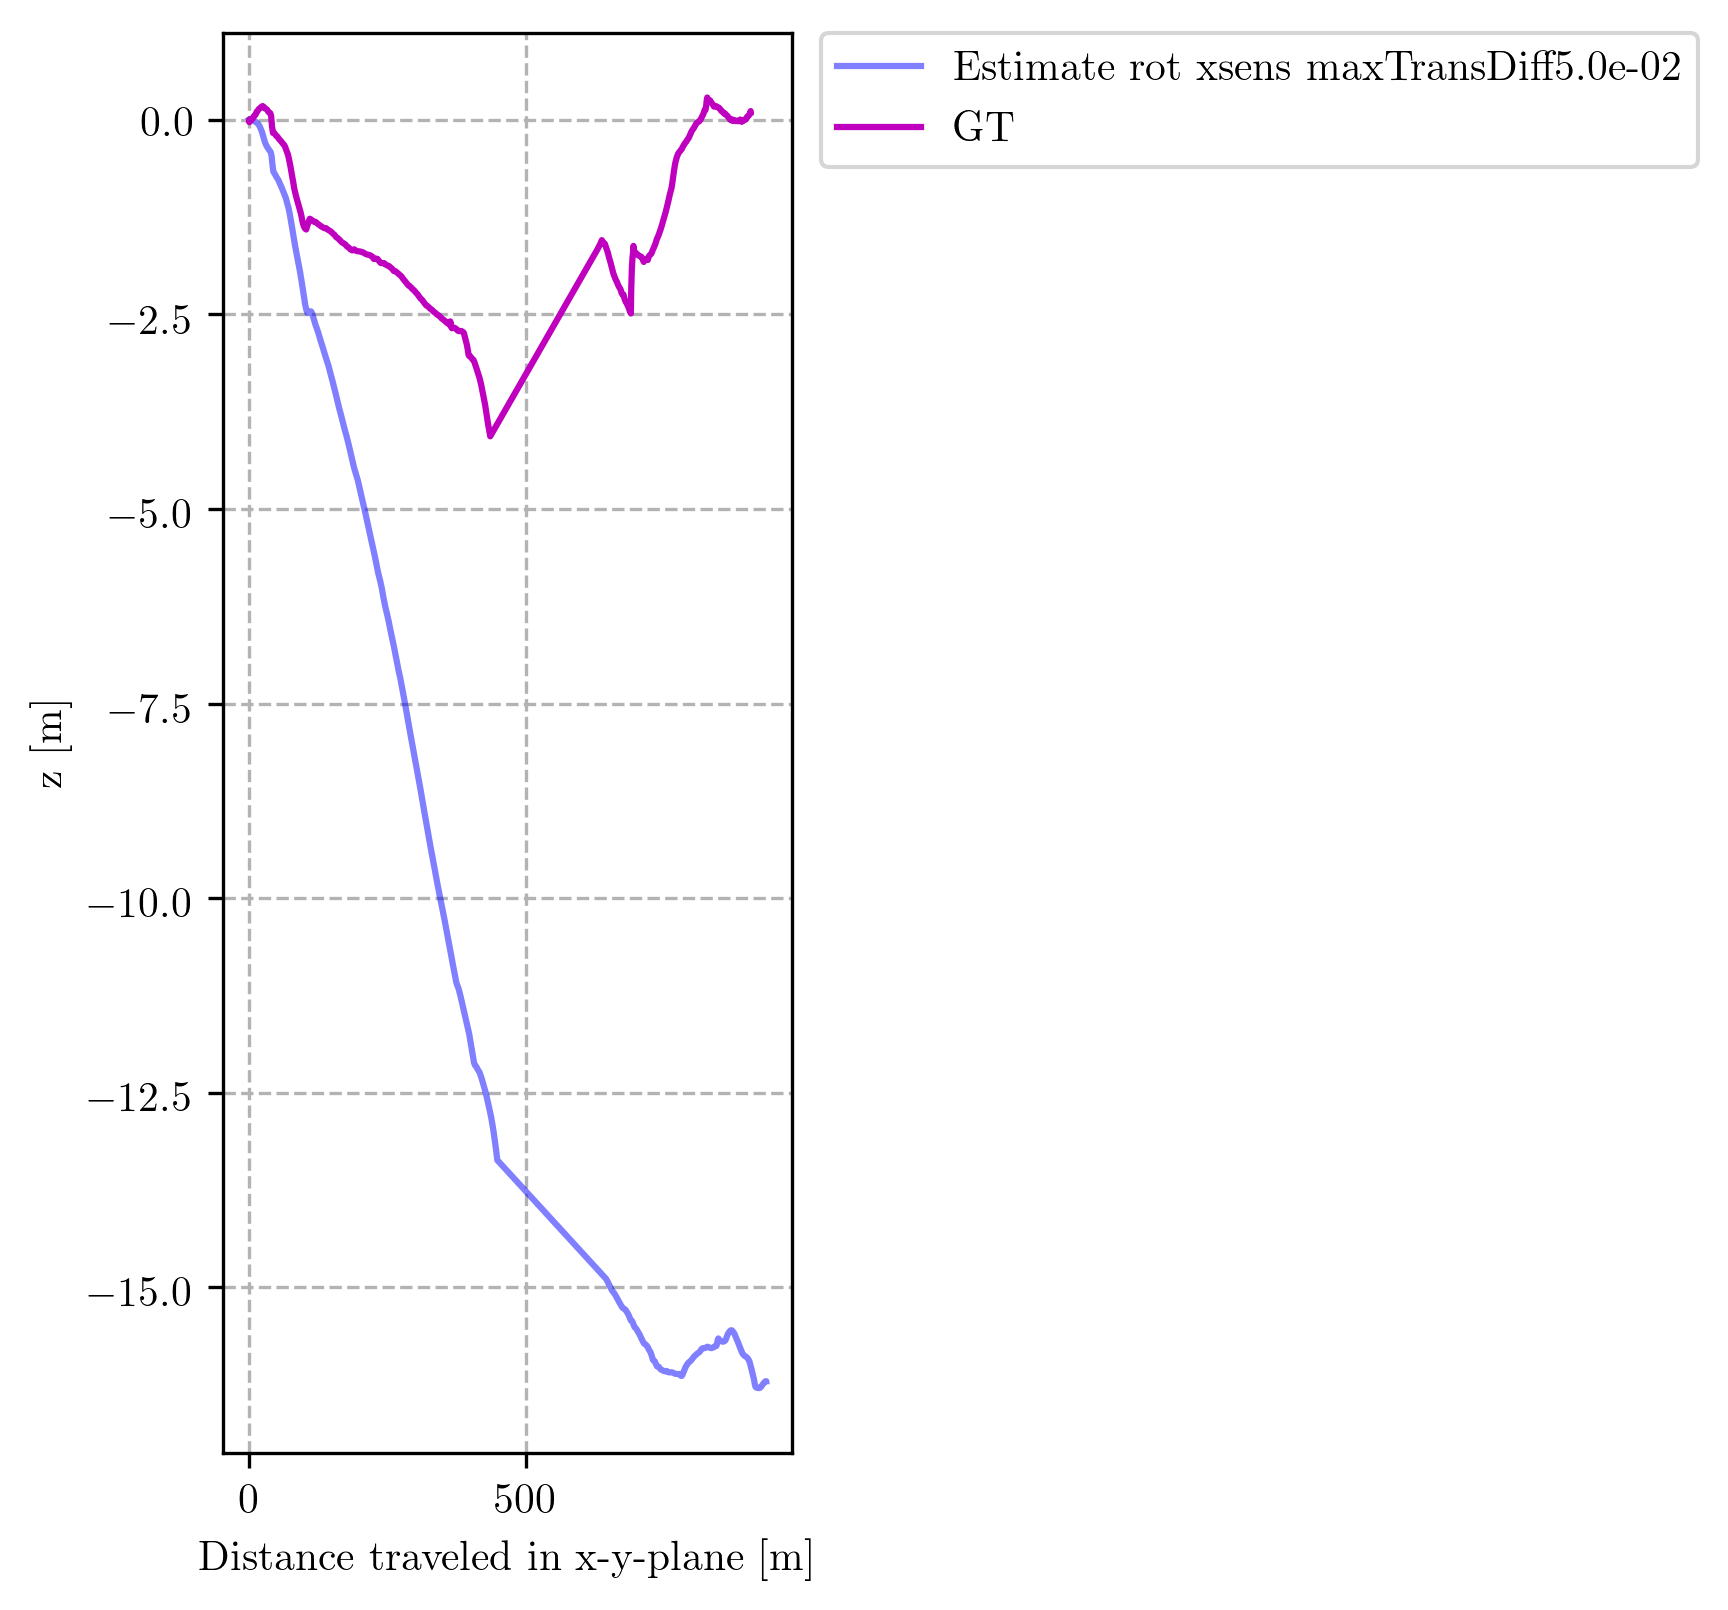 Estimate rot xsens maxTransDiff5.0e-02
GT
0.0
−2.5
−5.0
−7.5
−10.0
−12.5
−15.0
z [m]
0
500
Distance traveled in x-y-plane [m]